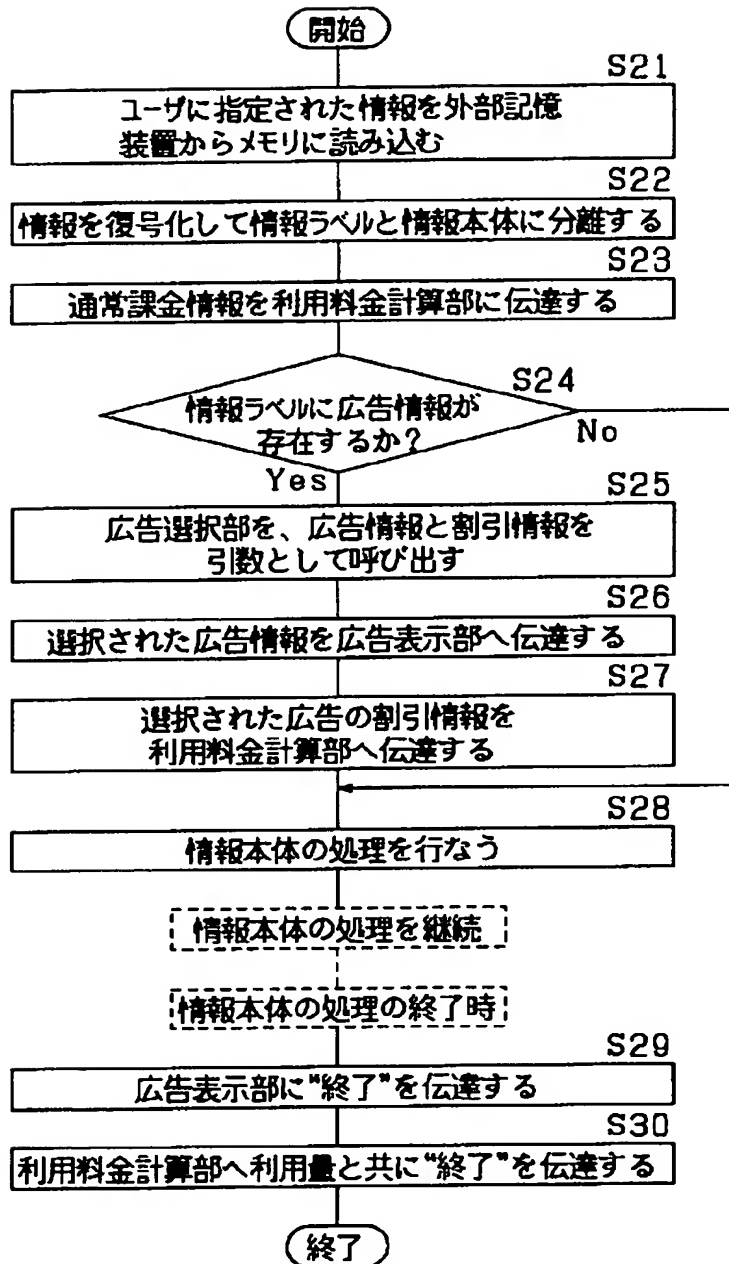 開始
S21
ユーザに指定された情報を外部記憶
装置からメモリに読み込む
S22
情報を復号化して情報ラベルと情報本体に分離する
S23
通常課金情報を利用料金計算部に伝達する
S24
情報ラベルに広告情報が
存在するか？
No
Yes
S25
広告選択部を、広告情報と割引情報を
引数として呼び出す
S26
選択された広告情報を広告表示部へ伝達する
S27
選択された広告の割引情報を
利用料金計算部へ伝達する
S28
情報本体の処理を行なう
情報本体の処理を継続
情報本体の処理の終了時
S29
広告表示部に“終了”を伝達する
S30
利用料金計算部へ利用量と共に“終了”を伝達する
終了